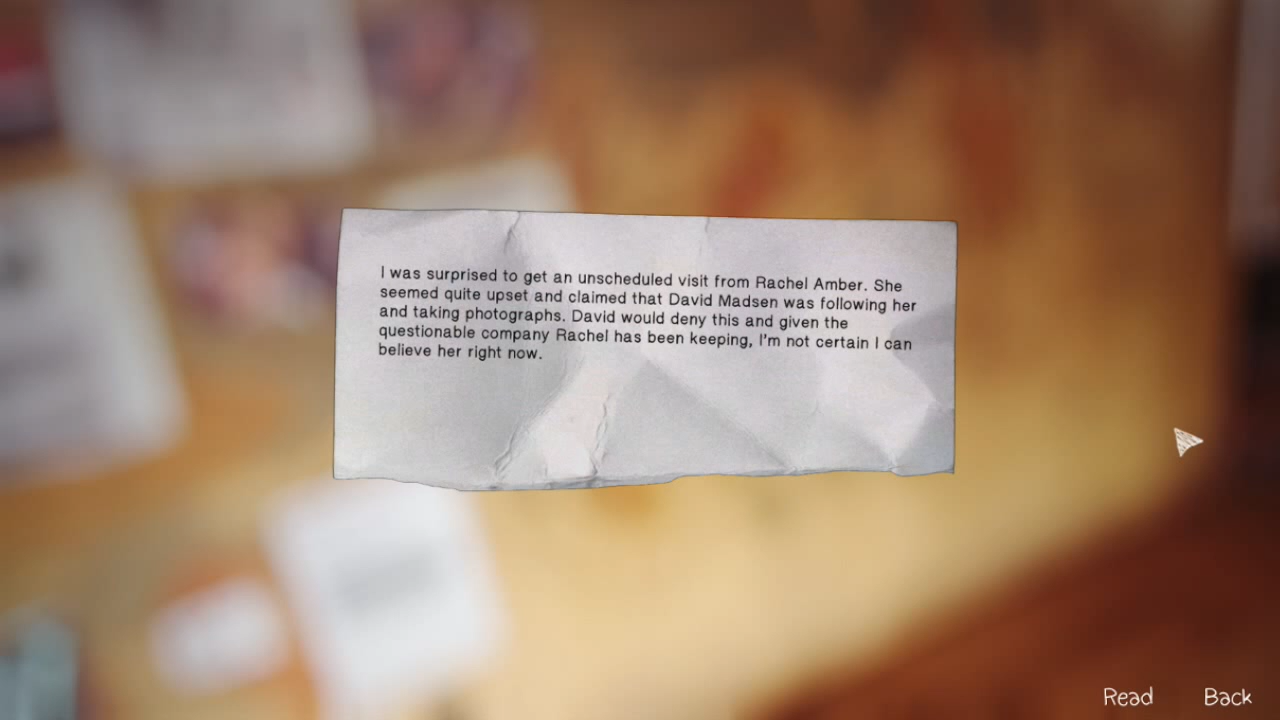 I was surprised to get an unscheduled visit from Rachel Amber. She
seemed quite upset and claimed that David Madsen was following her
and taking photographs. David would deny this and given the
questionable company Rachel has been keeping, I'm not certain I can
believe her right now.
Read Back